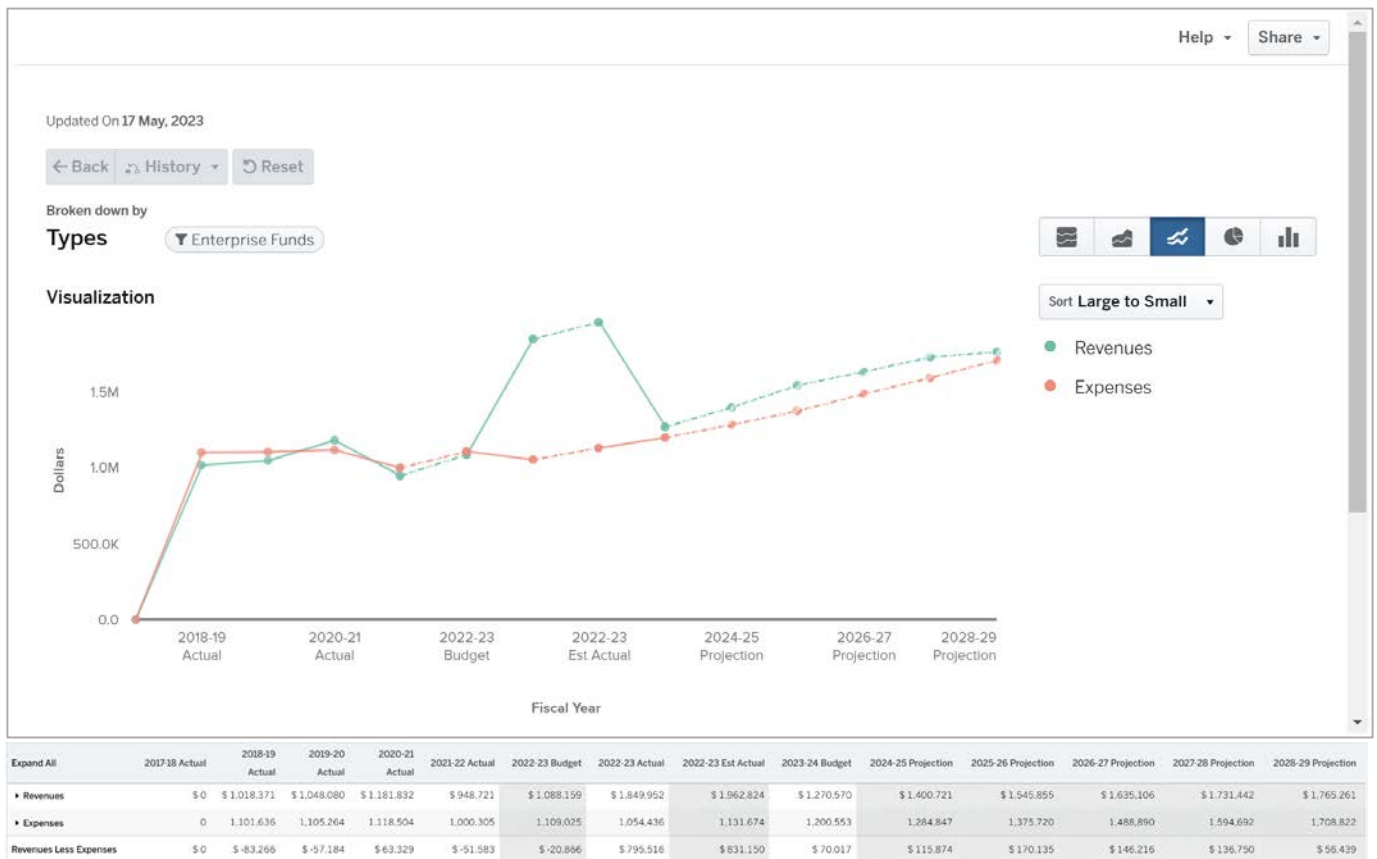 Help Share
Updated On 17 May, 2023
Back History Reset
Broken down by
Types Enterprise Funds
Visualization
Sort Large to Small
Revenues
Expenses
1.5M
1.0M
500.0K
0.0
Dollars
2018-19 2020-21 2022-23 2022-23 2024-25 2026-27 2028-29
Actual Actual Budget Est Actual Projection Projection Projection
Fiscal Year
Expand All 2017-18 Actual 2018-19 Actual 2019-20 Actual 2020-21 Actual 2021-22 Actual 2022-23 Budget 2022-23 Actual 2022-23 Est Actual 2023-24 Budget 2024-25 Projection 2025-26 Projection 2026-27 Projection 2027-28 Projection 2028-29 Projection
Revenues $ 0 $ 1,018,371 $ 1,048,080 $ 1,181,832 $ 948,721 $ 1,088,159 $ 1,849,952 $ 1,962,824 $ 1,270,570 $ 1,400,721 $ 1,545,855 $ 1,635,106 $ 1,731,442 $ 1,765,261
Expenses 0 1,101,636 1,105,264 1,118,504 1,000,305 1,109,025 1,054,436 1,131,674 1,200,553 1,284,847 1,375,720 1,488,890 1,594,692 1,708,822
Revenues Less Expenses $ 0 $ -83,266 $ -57,184 $ 63,329 $ -51,583 $ -20,866 $ 795,516 $ 831,150 $ 70,017 $ 115,874 $ 170,135 $ 146,216 $ 136,750 $ 56,439